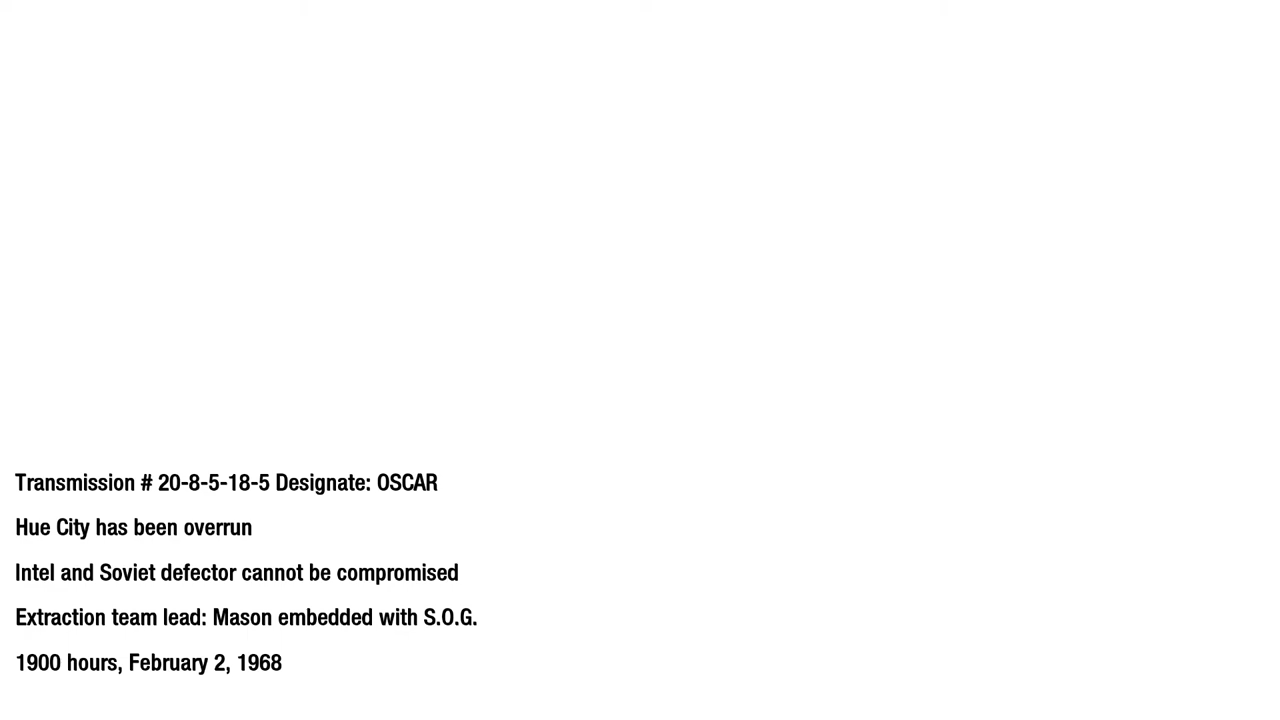 Transmission # 20-8-5-18-5 Designate: OSCAR
Hue City has been overrun
Intel and Soviet defector cannot be compromised
Extraction team lead: Mason embedded with S.O.G.
1900 hours, February 2, 1968